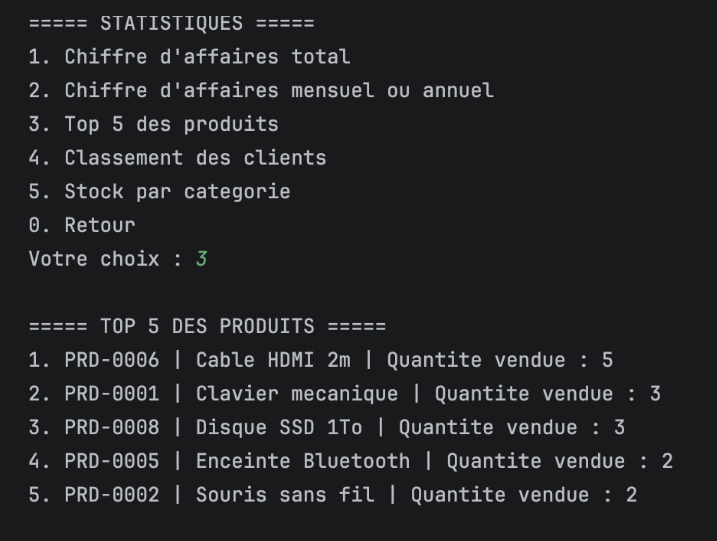 ===== STATISTIQUES =====
1. Chiffre d'affaires total
2. Chiffre d'affaires mensuel ou annuel
3. Top 5 des produits
4. Classement des clients
5. Stock par categorie
0. Retour
Votre choix : 3
===== TOP 5 DES PRODUITS =====
1. PRD-0006 | Cable HDMI 2m | Quantite vendue : 5
2. PRD-0001 | Clavier mecanique | Quantite vendue : 3
3. PRD-0008 | Disque SSD 1To | Quantite vendue : 3
4. PRD-0005 | Enceinte Bluetooth | Quantite vendue : 2
5. PRD-0002 | Souris sans fil | Quantite vendue : 2